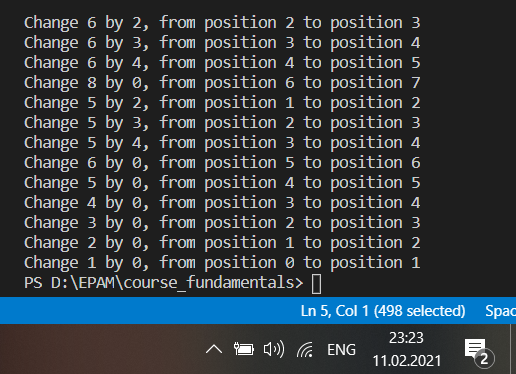 Change 6 by 2, from position 2 to position 3
Change 6 by 3, from position 3 to position 4
Change 6 by 4, from position 4 to position 5
Change 8 by 0, from position 6 to position 7
Change 5 by 2, from position 1 to position 2
Change 5 by 3, from position 2 to position 3
Change 5 by 4, from position 3 to position 4
Change 6 by 0, from position 5 to position 6
Change 5 by 0, from position 4 to position 5
Change 4 by 0, from position 3 to position 4
Change 3 by 0, from position 2 to position 3
Change 2 by 0, from position 1 to position 2
Change 1 by 0, from position 0 to position 1
PS D:\EPAM\course_fundamentals>
Ln 5, Col 1 (498 selected) Spac
ENG 23:23 2
11.02.2021